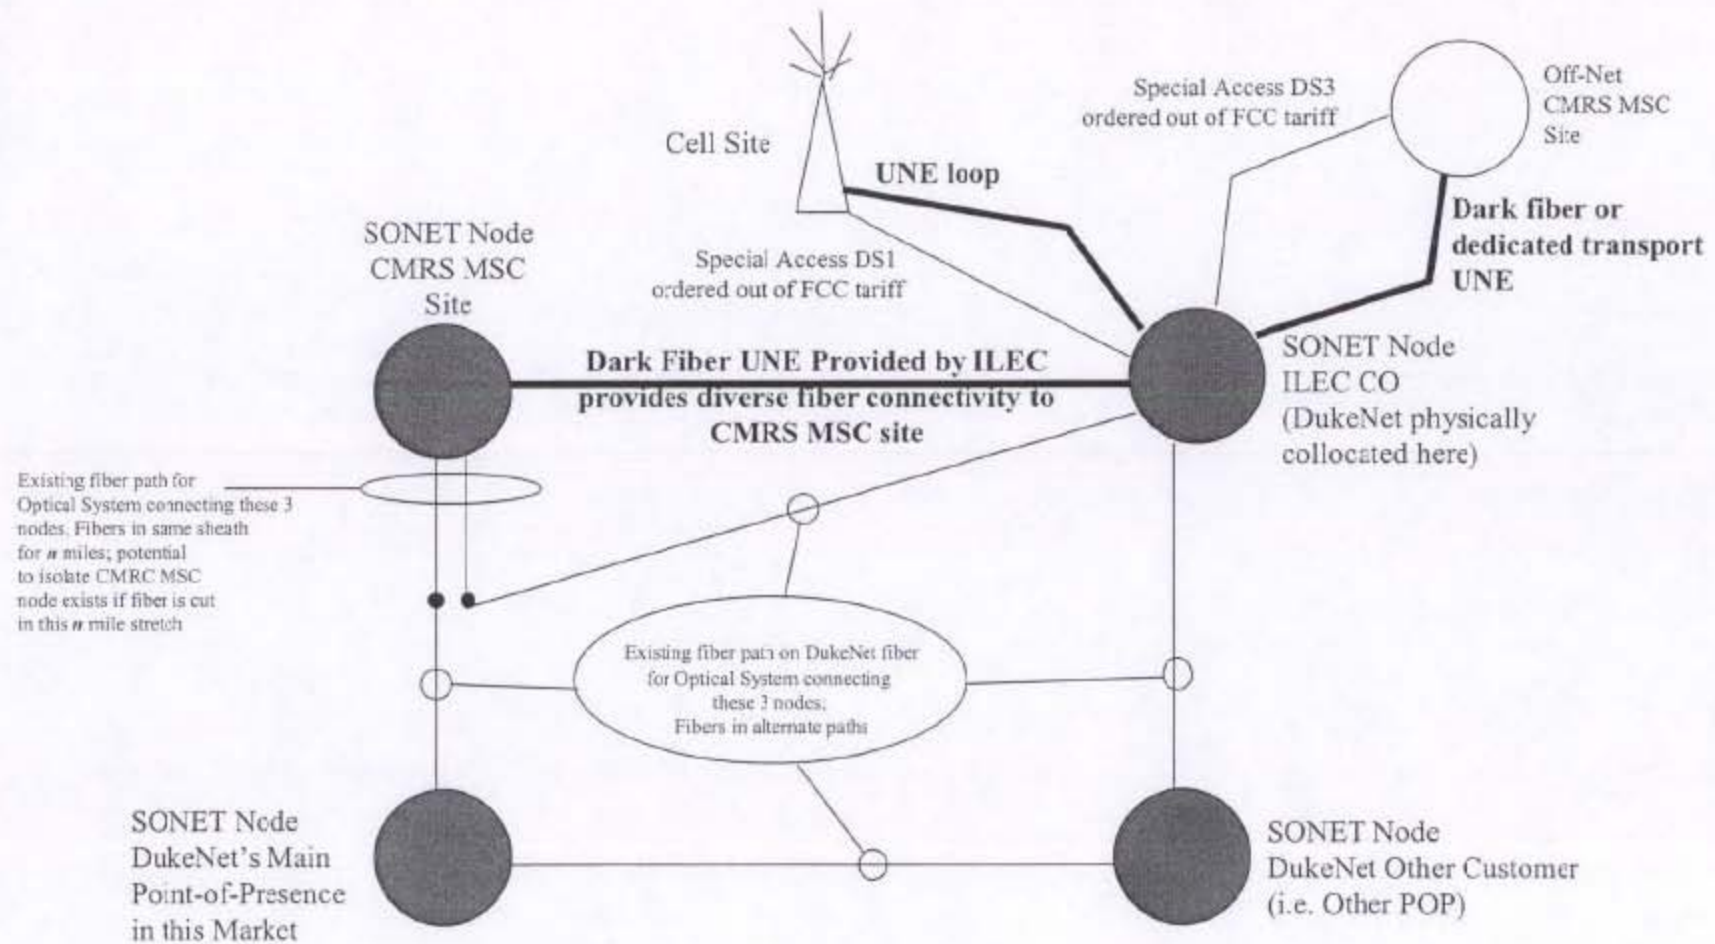 Cell Site
UNE loop
Special Access DS3
ordered out of FCC tariff
Off-Net
CMRS MSC
Site
Dark fiber or
dedicated transport
UNE
SONET Node
CMRS MSC
Site
Special Access DS1
ordered out of FCC tariff
Dark Fiber UNE Provided by ILEC
provides diverse fiber connectivity to
CMRS MSC site
SONET Node
ILEC CO
(DukeNet physically
collocated here)
Existing fiber path for
Optical System connecting these 3
nodes. Fibers in same sheath
for n miles; potential
to isolate CMRC MSC
node exists if fiber is cut
in this n mile stretch
Existing fiber path on DukeNet fiber
for Optical System connecting
these 3 nodes;
Fibers in alternate paths
SONET Node
DukeNet's Main
Point-of-Presence
in this Market
SONET Node
DukeNet Other Customer
(i.e. Other POP)